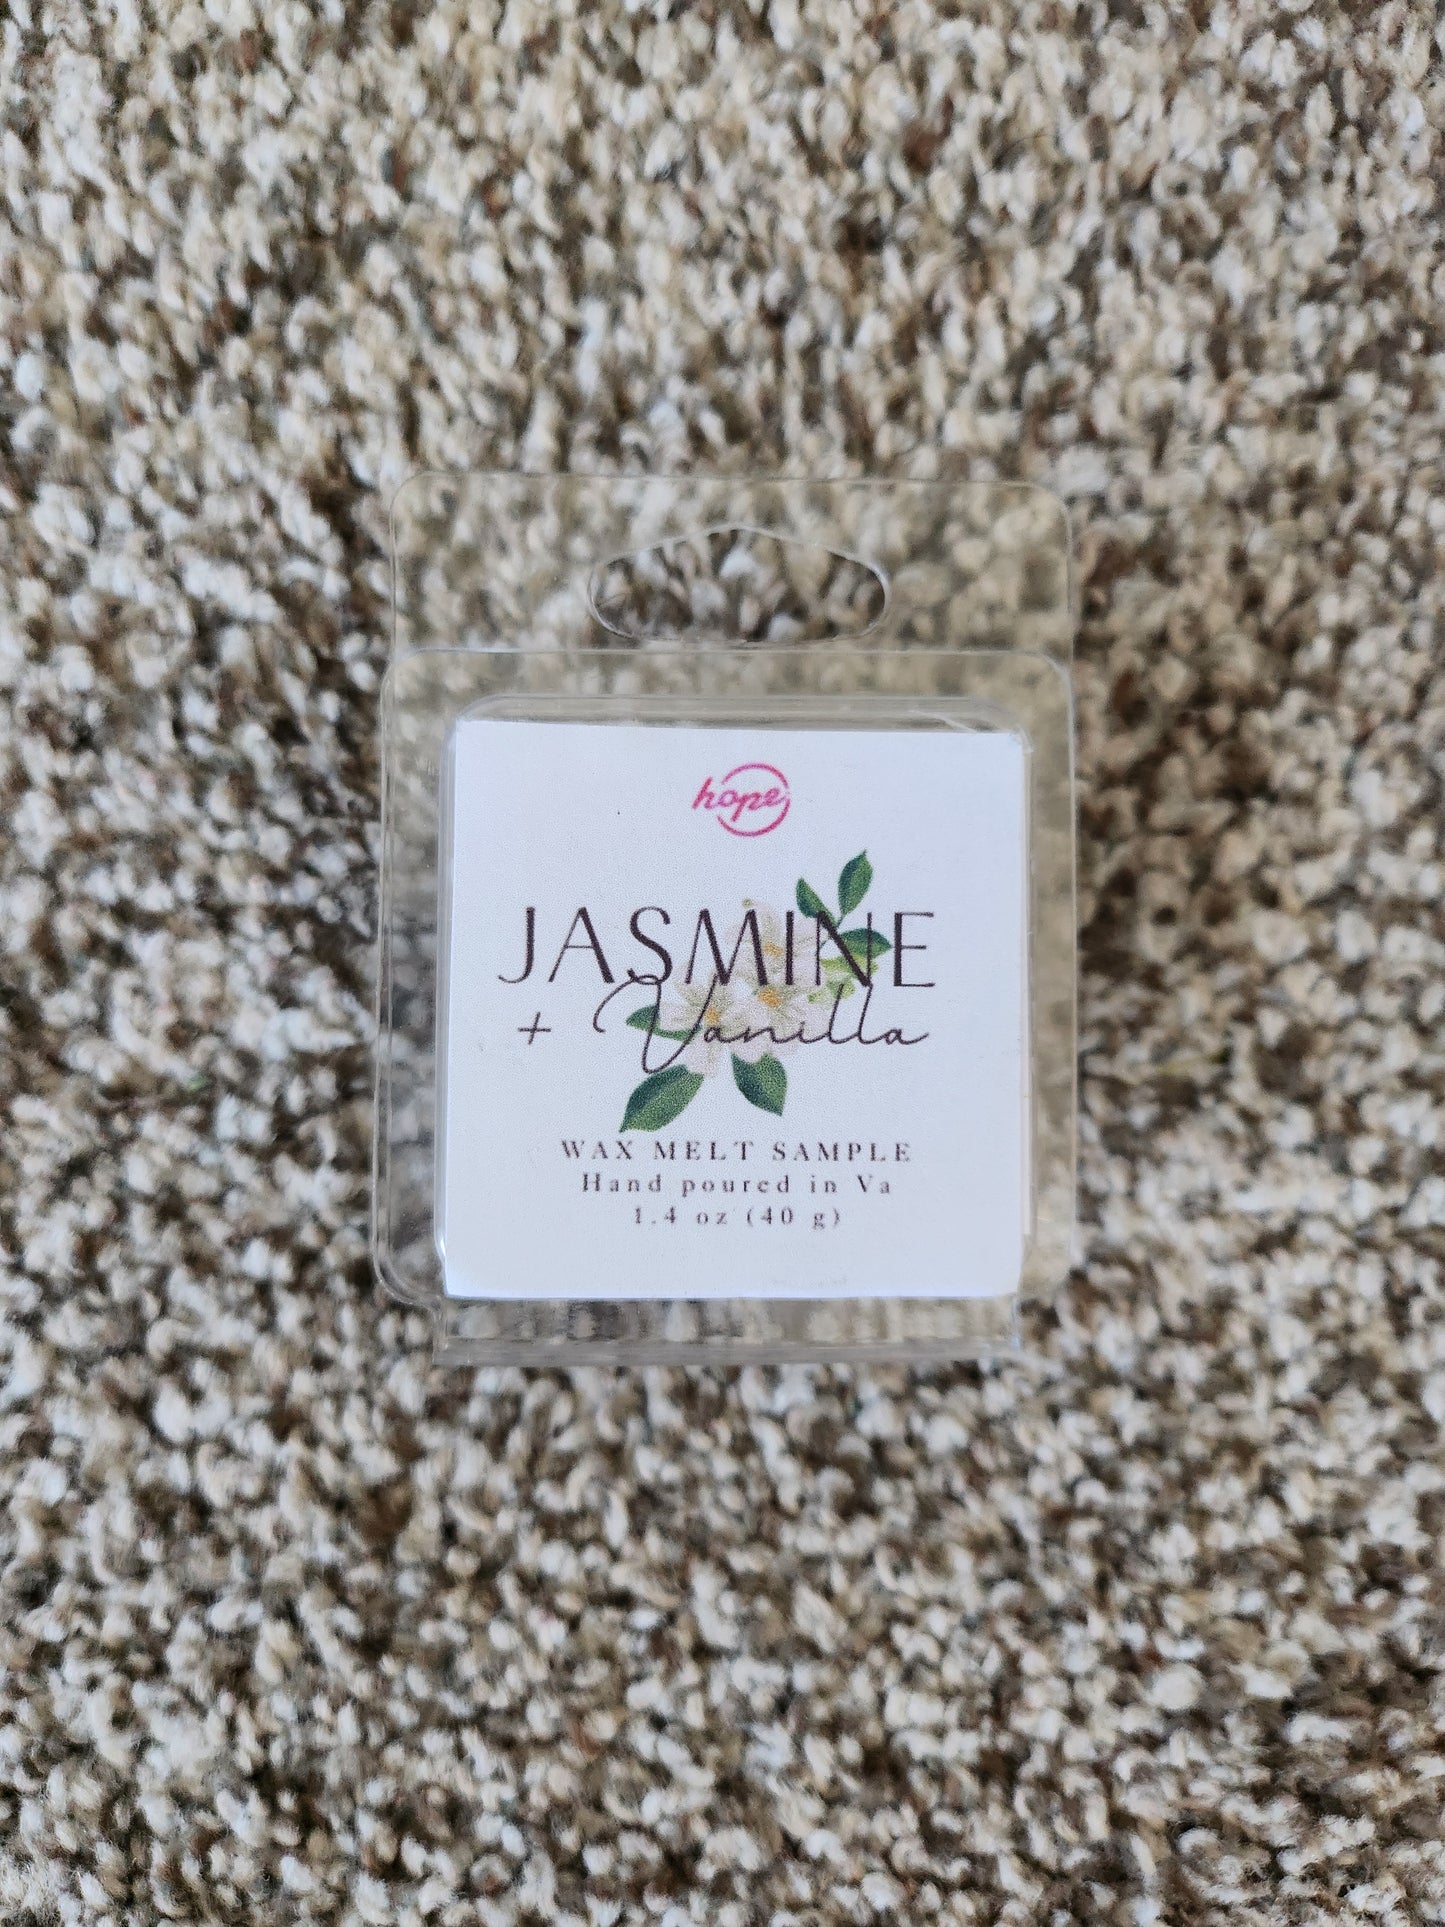 hope
JASMINE
+ Vanilla
WAX MELT SAMPLE
Hand poured in Va
1.4 oz (40 g)